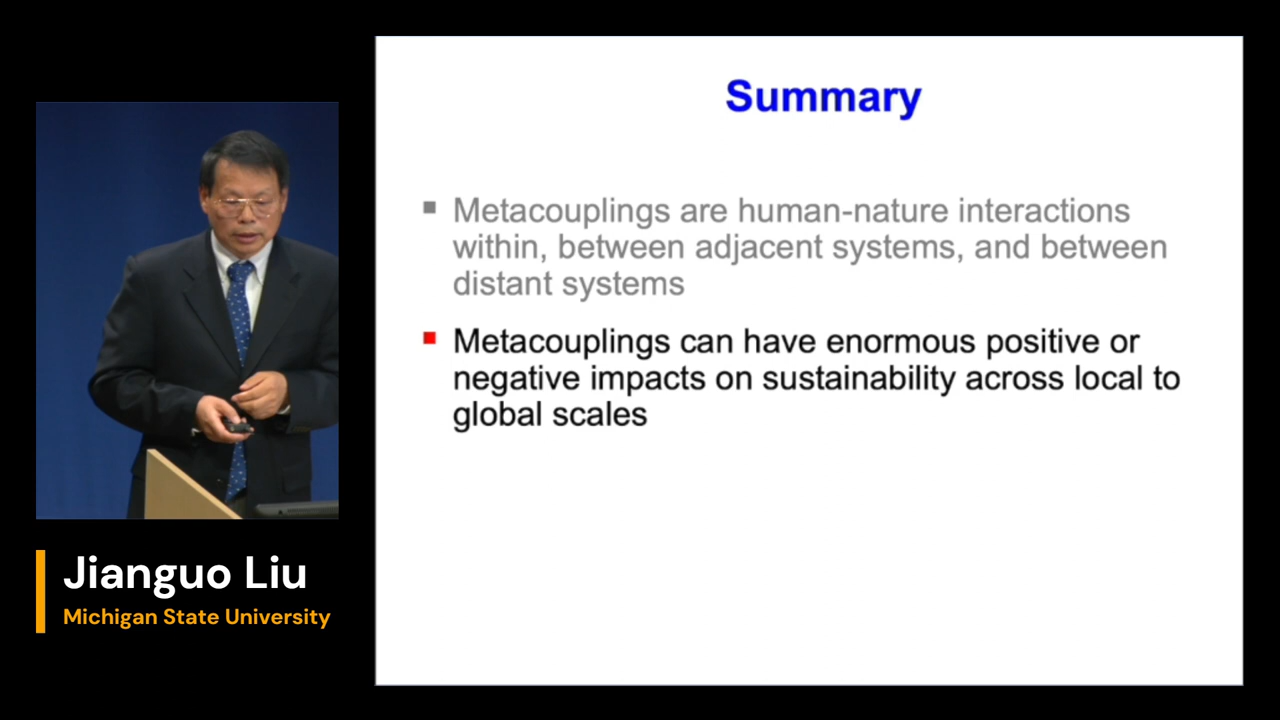 Summary
Metacouplings are human-nature interactions
within, between adjacent systems, and between
distant systems
Metacouplings can have enormous positive or
negative impacts on sustainability across local to
global scales
Jianguo Liu
Michigan State University